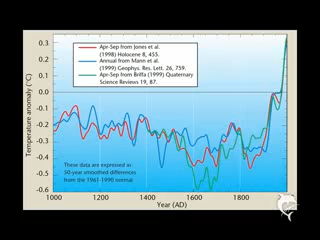 Apr-Sep from Jones et al.
(1998) Holocene 8, 455.
Annual from Mann et al.
(1999) Geophys. Res. Lett. 26, 759.
Apr-Sep from Briffa (1999) Quaternary
Science Reviews 19, 87.
Temperature anomaly (°C)
0.3
0.2
0.1
0.0
-0.1
-0.2
-0.3
-0.4
-0.5
-0.6
These data are expressed as
50-year smoothed differences
from the 1961-1990 normal
1000
1200
1400
1600
1800
Year (AD)